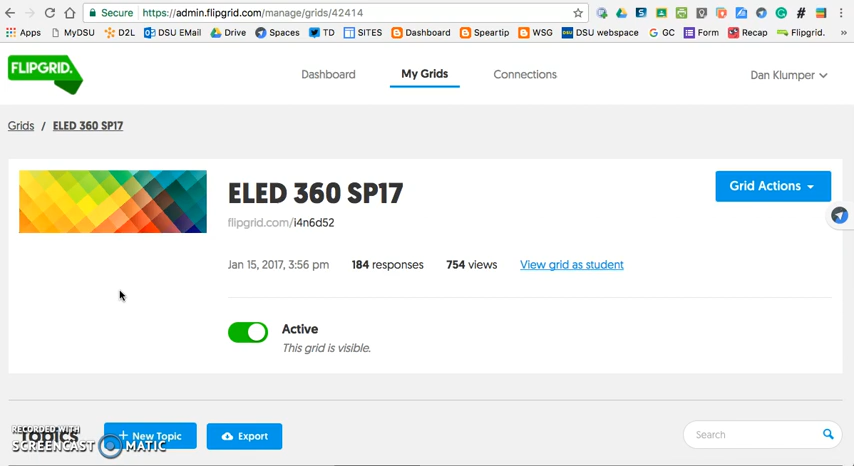 Secure https://admin.flipgrid.com/manage/grids/42414
Apps MyDSU D2L DSU EMail Drive Spaces TD SITES Dashboard Speartip WSG DSU webspace GC Form Recap Flipgrid. »
FLIPGRID. Dashboard My Grids Connections Dan Klumper
Grids / ELED 360 SP17
ELED 360 SP17 Grid Actions
flipgrid.com/i4n6d52
Jan 15, 2017, 3:56 pm 184 responses 754 views View grid as student
Active
This grid is visible.
RECORDED WITH
Topics + New Topic Export Search
SCREENCAST MATIC